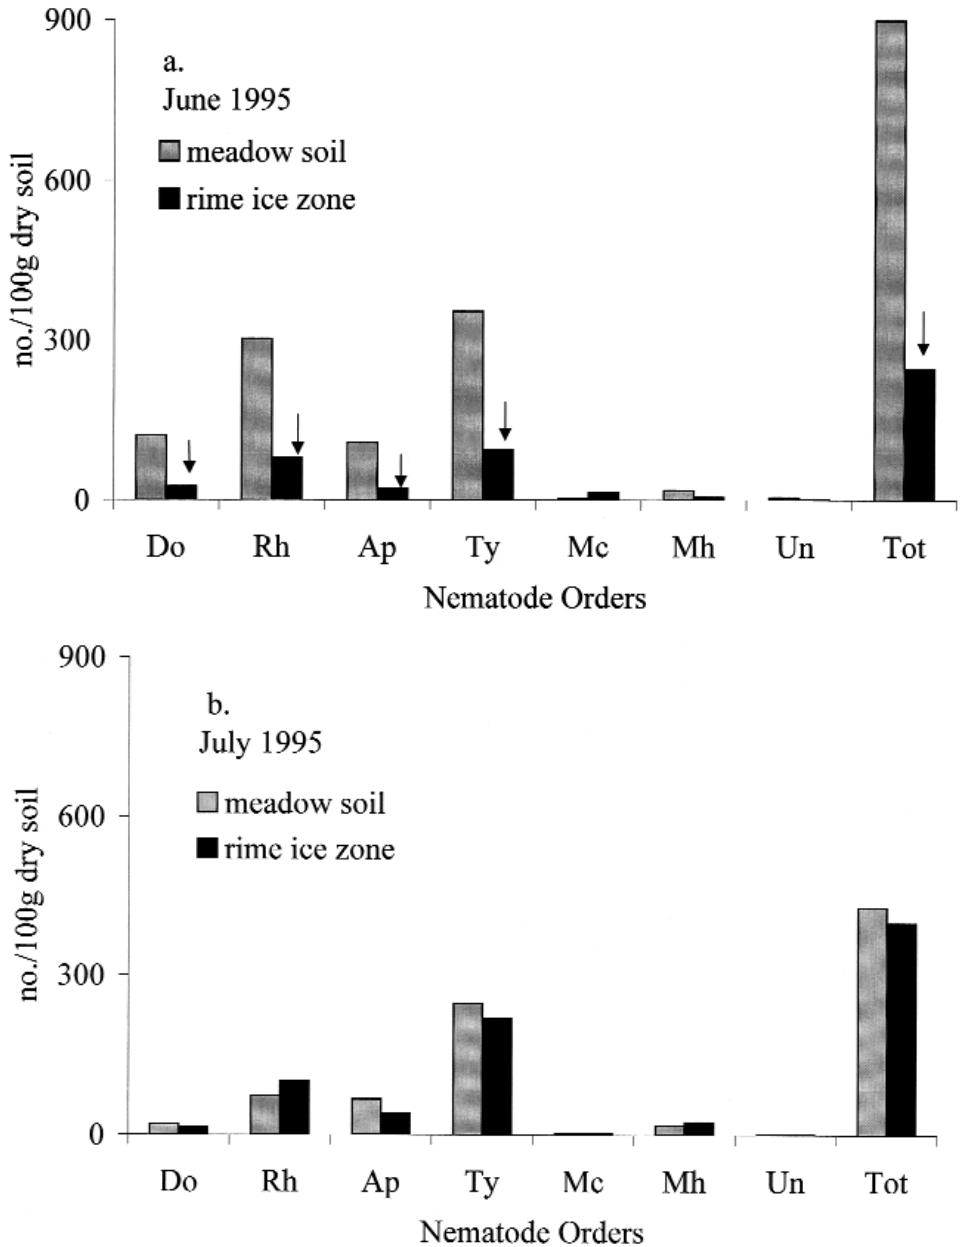 900
a.
June 1995
meadow soil
600
rime ice zone
no./100g dry soil
300
0
Do Rh Ap Ty Mc Mh Un Tot
Nematode Orders
900
b.
July 1995
meadow soil
600
rime ice zone
no./100g dry soil
300
0
Do Rh Ap Ty Mc Mh Un Tot
Nematode Orders